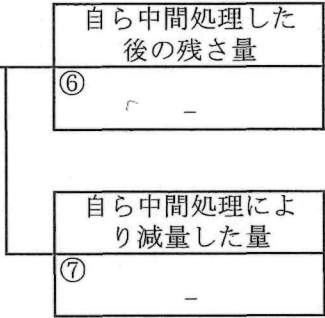 自ら中間処理した
後の残さ量
⑥
－
自ら中間処理によ
り減量した量
⑦
－